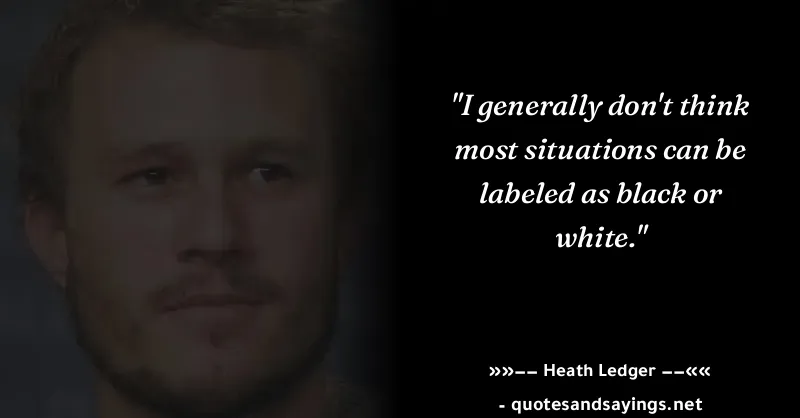 "I generally don't think
most situations can be
labeled as black or
white."
»»−− Heath Ledger −−««
- quotesandsayings.net